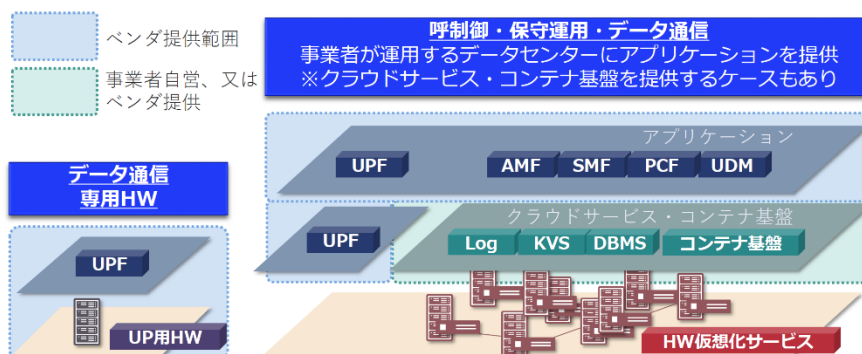 ベンダ提供範囲
事業者自営、又は
ベンダ提供
呼制御・保守運用・データ通信
事業者が運用するデータセンターにアプリケーションを提供
※クラウドサービス・コンテナ基盤を提供するケースもあり
データ通信
専用HW
UPF
UP用HW
アプリケーション
UPF
AMF
SMF
PCF
UDM
クラウドサービス・コンテナ基盤
UPF
Log
KVS
DBMS
コンテナ基盤
HW仮想化サービス